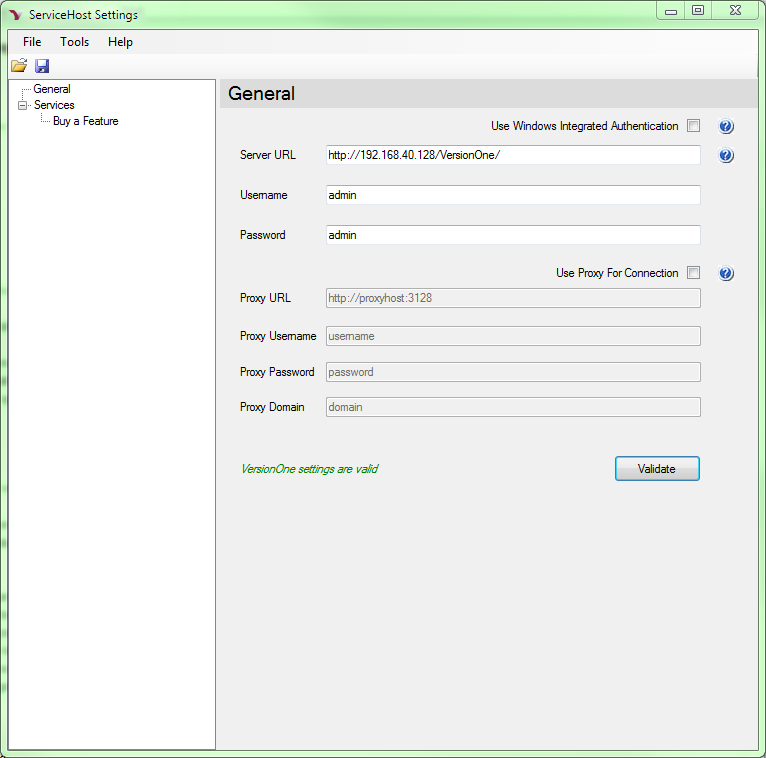 ServiceHost Settings
File Tools Help
General
Services
Buy a Feature
General
Use Windows Integrated Authentication
Server URL http://192.168.40.128/VersionOne/
Username admin
Password admin
Use Proxy For Connection
Proxy URL http://proxyhost:3128
Proxy Username username
Proxy Password password
Proxy Domain domain
VersionOne settings are valid Validate